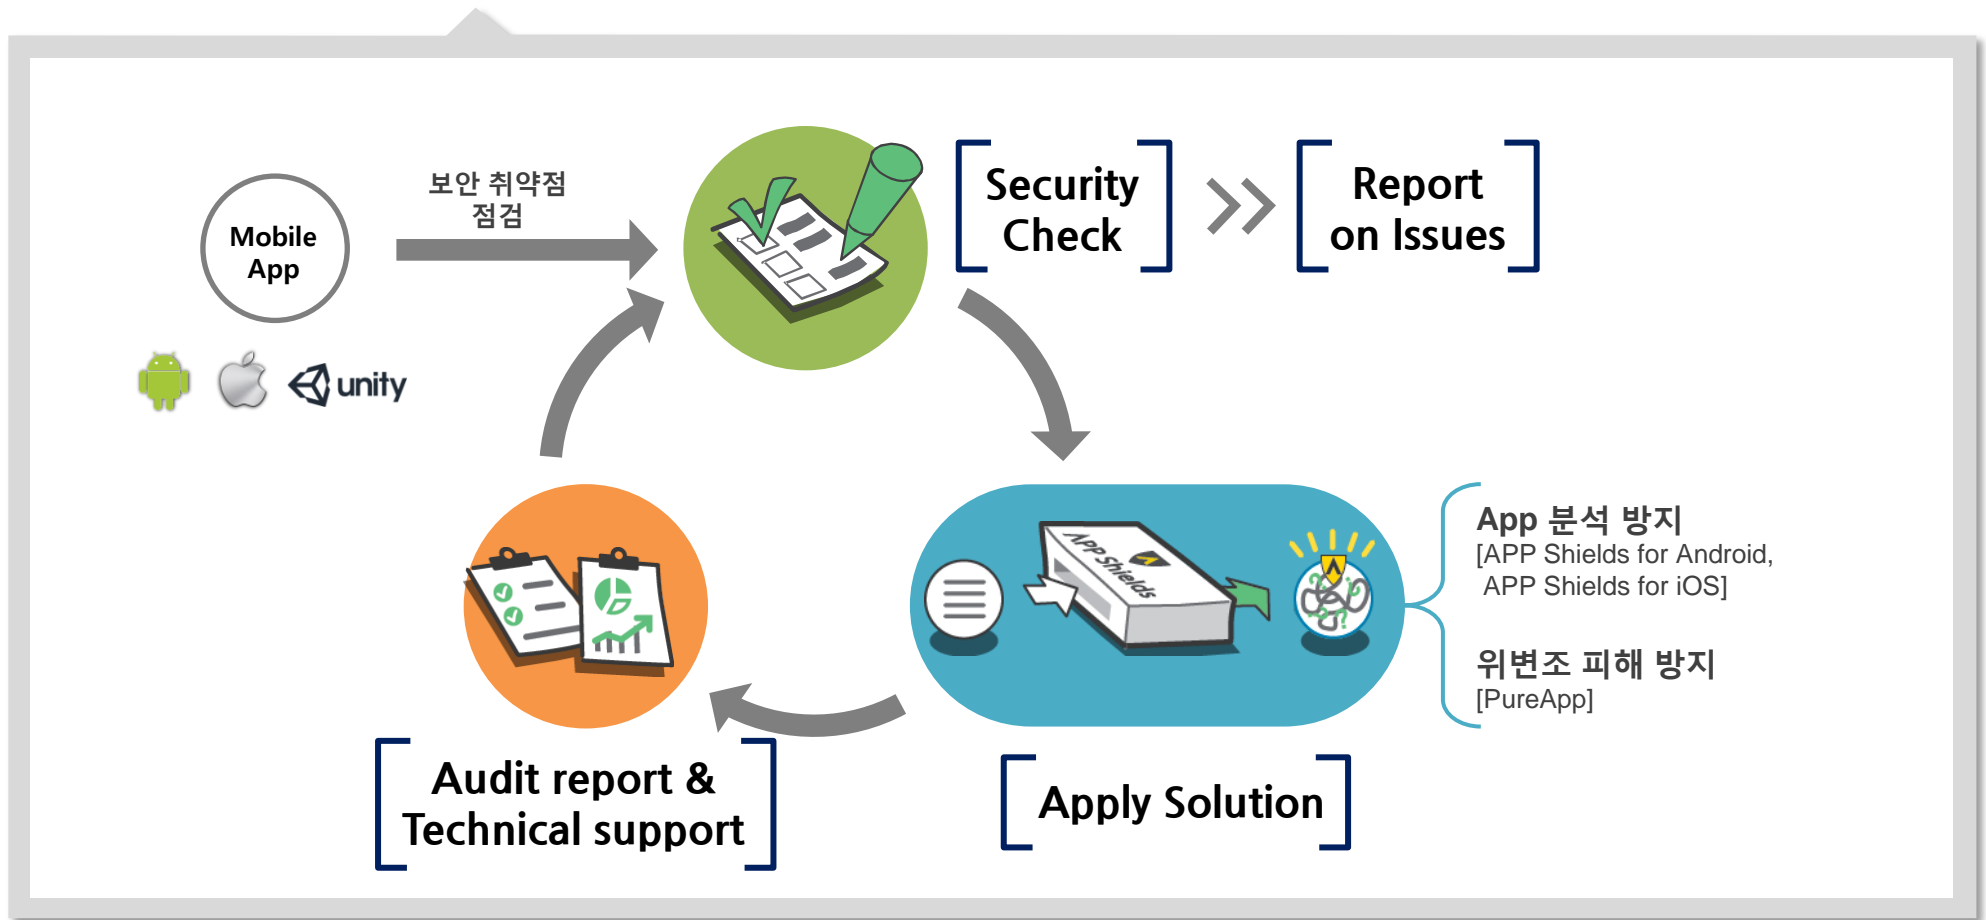 보안 취약점
점검
Mobile
App
unity
Security
Check
Report
on Issues
APP Shields
App 분석 방지
[APP Shields for Android,
APP Shields for iOS]
위변조 피해 방지
[PureApp]
Audit report &
Technical support
Apply Solution